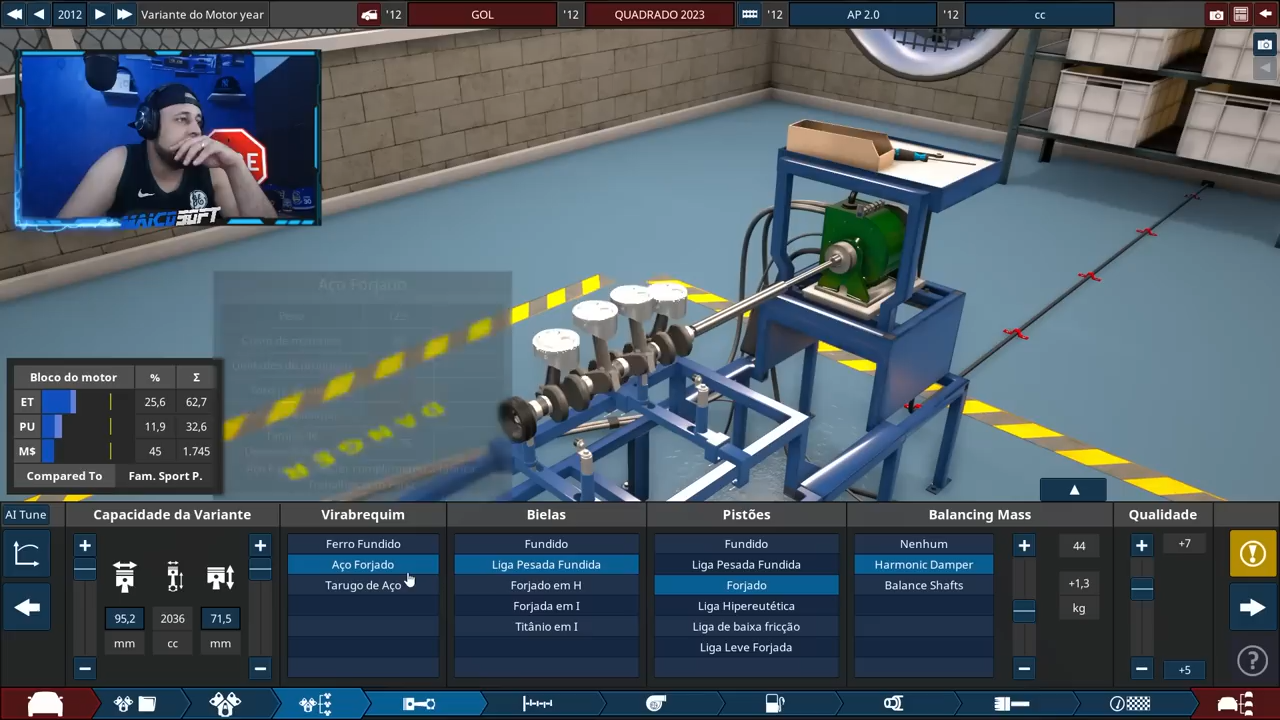 2012 Variante do Motor year '12 GOL '12 QUADRADO 2023 '12 AP 2.0 '12 cc
MAICOSOFT
Aço Forjado
Peso
DANGER
Bloco do motor % Σ
ET 25,6 62,7
PU 11,9 32,6
M$ 45 1.745
Compared To Fam. Sport P.
AI Tune Capacidade da Variante Virabrequim Bielas Pistões Balancing Mass Qualidade
Ferro Fundido Fundido Fundido Nenhum 44 +7
Aço Forjado Liga Pesada Fundida Liga Pesada Fundida Harmonic Damper
Tarugo de Aço Forjado em H Forjado Balance Shafts +1,3
Forjada em I Liga Hipereutética kg
95,2 2036 71,5 Titânio em I Liga de baixa fricção
mm cc mm Liga Leve Forjada
+5